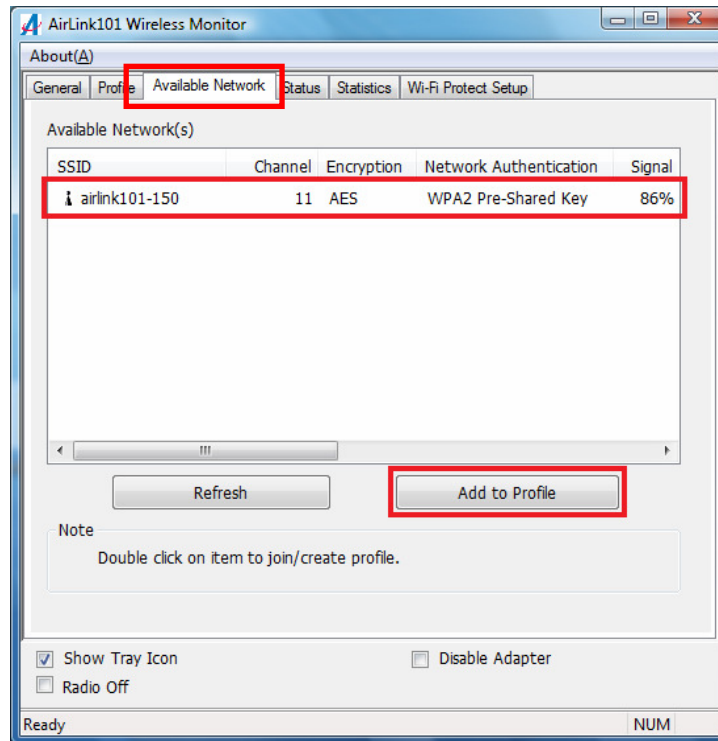 AirLink101 Wireless Monitor
About(A)
General Profile Available Network Status Statistics Wi-Fi Protect Setup
Available Network(s)
SSID Channel Encryption Network Authentication Signal
airlink101-150 11 AES WPA2 Pre-Shared Key 86%
Refresh Add to Profile
Note
Double click on item to join/create profile.
Show Tray Icon Disable Adapter
Radio Off
Ready NUM